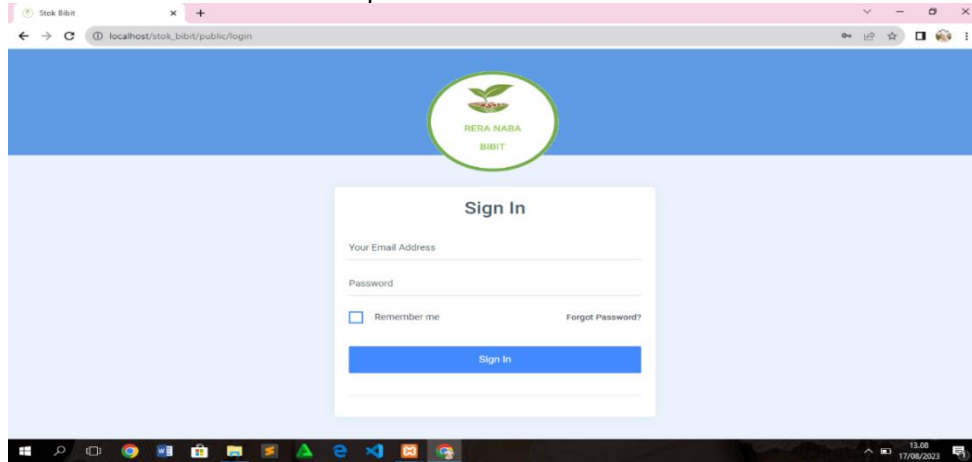 Stok Bibit
localhost/stok_bibit/public/login
RERA NABA
BIBIT
Sign In
Your Email Address
Password
Remember me
Forgot Password?
Sign In
13.08
17/08/2023